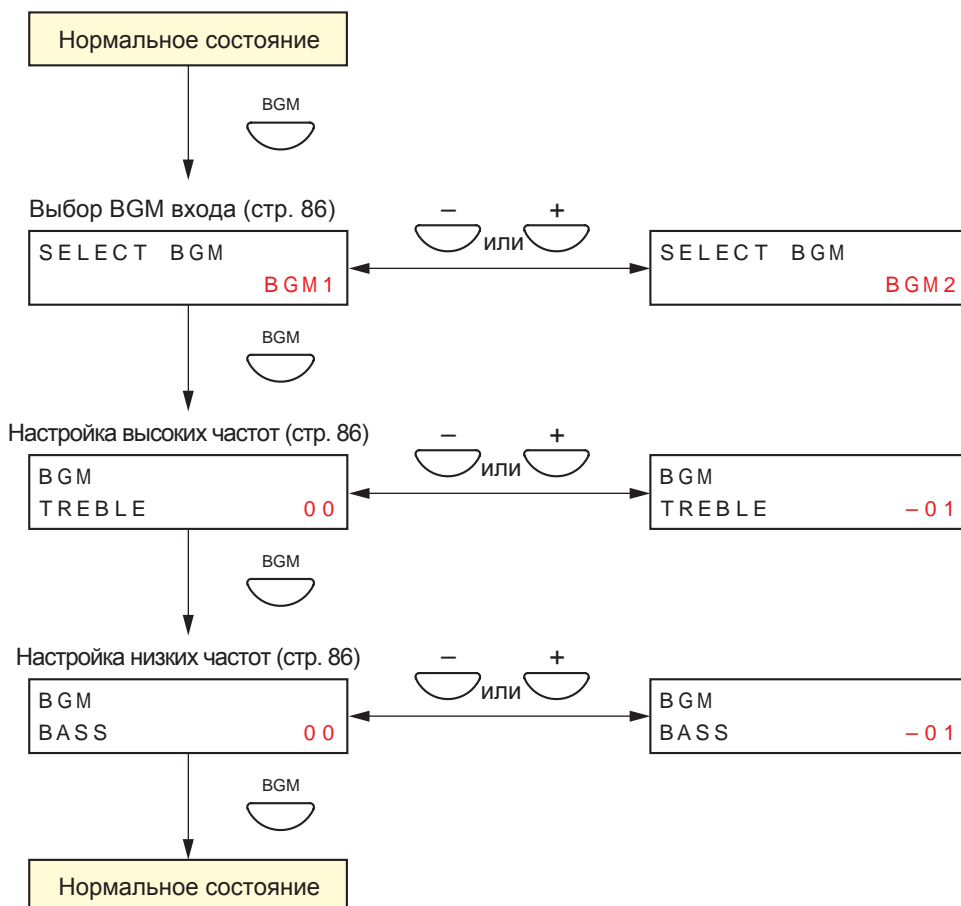 Нормальное состояние
BGM
Выбор BGM входа (стр. 86)
– или +
SELECT BGM
BGM1
SELECT BGM
BGM2
BGM
Настройка высоких частот (стр. 86)
– или +
BGM
TREBLE 00
BGM
TREBLE –01
BGM
Настройка низких частот (стр. 86)
– или +
BGM
BASS 00
BGM
BASS –01
BGM
Нормальное состояние